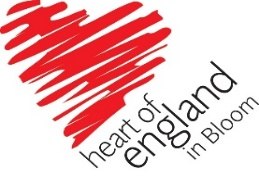 heart of
england
in Bloom